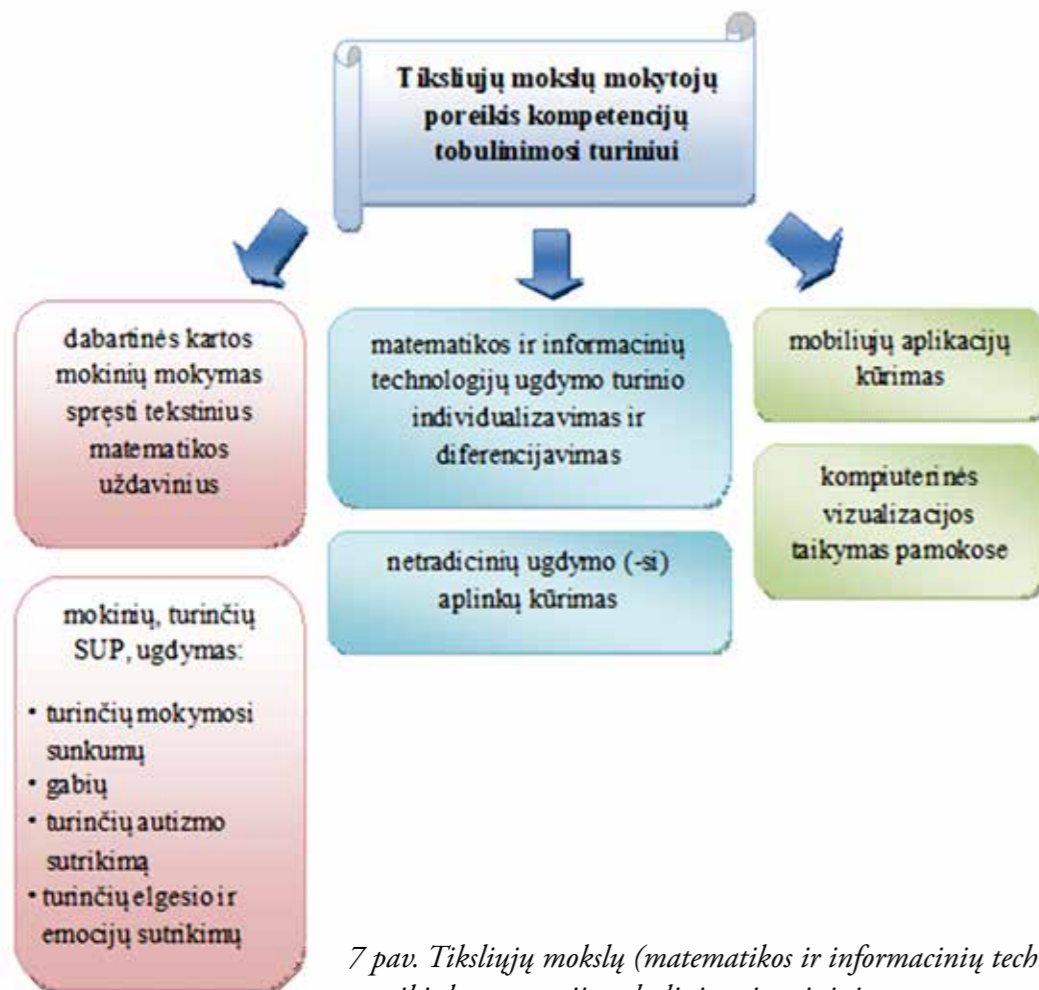 Tiksliųjų mokslų mokytojų
poreikis kompetencijų
tobulinimosi turiniui
dabartinės kartos
mokinių mokymas
spręsti tekstinius
matematikos
uždavinius
mokinių, turinčių
SUP, ugdymas:
• turinčių mokymosi
sunkumų
• gabių
• turinčių autizmo
sutrikimą
• turinčių elgesio ir
emocijų sutrikimų
matematikos ir informacinių
technologijų ugdymo turinio
individualizavimas ir
diferencijavimas
netradicinių ugdymo (-si)
aplinkų kūrimas
mobiliųjų aplikacijų
kūrimas
kompiuterinės
vizualizacijos
taikymas pamokose
7 pav. Tiksliųjų mokslų (matematikos ir informacinių tech